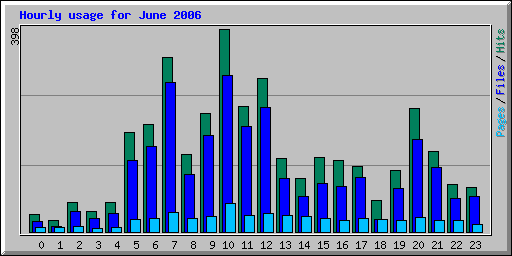 Hourly usage for June 2006
398
Pages / Files / Hits
0 1 2 3 4 5 6 7 8 9 10 11 12 13 14 15 16 17 18 19 20 21 22 23